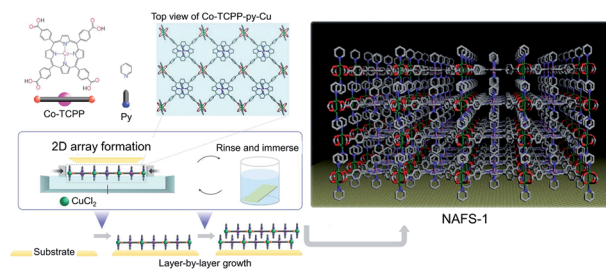 Top view of Co-TCPP-py-Cu
Co-TCPP
Py
2D array formation
Rinse and immerse
CuCl2
NAFS-1
Substrate
Layer-by-layer growth